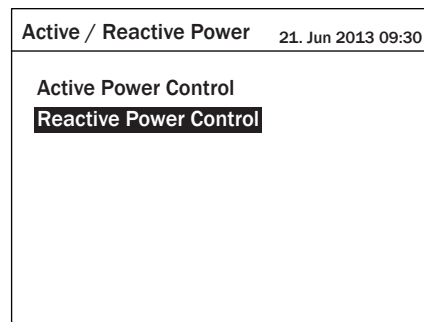 Active / Reactive Power 21. Jun 2013 09:30
Active Power Control
Reactive Power Control